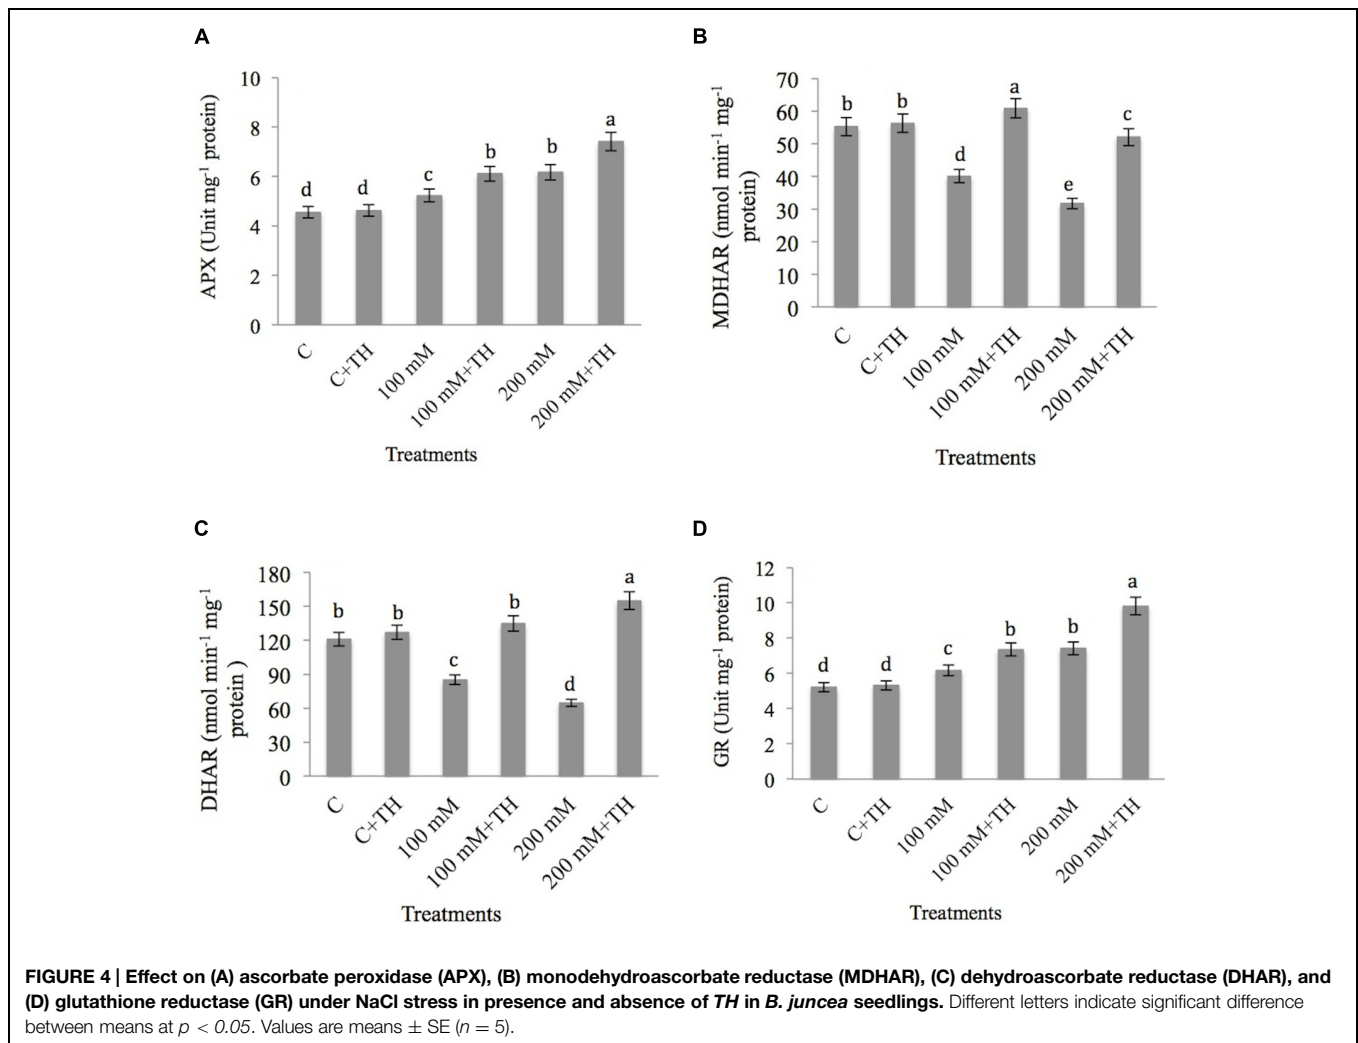 A
APX (Unit mg-1 protein)
10
8
6
4
2
0
d
d
c
b
b
a
C
C+TH
100 mM
100 mM+TH
200 mM
200 mM+TH
Treatments
B
MDHAR (nmol min-1 mg-1
protein)
70
60
50
40
30
20
10
0
b
b
d
a
e
c
C
C+TH
100 mM
100 mM+TH
200 mM
200 mM+TH
Treatments
C
DHAR (nmol min-1 mg-1
protein )
180
150
120
90
60
30
0
b
b
c
b
d
a
C
C+TH
100 mM
100 mM+TH
200 mM
200 mM+TH
Treatments
D
GR (Unit mg-1 protein)
12
10
8
6
4
2
0
d
d
c
b
b
a
C
C+TH
100 mM
100 mM+TH
200 mM
200 mM+TH
Treatments
FIGURE 4 | Effect on (A) ascorbate peroxidase (APX), (B) monodehydroascorbate reductase (MDHAR), (C) dehydroascorbate reductase (DHAR), and
(D) glutathione reductase (GR) under NaCl stress in presence and absence of TH in B. juncea seedlings. Different letters indicate significant difference
between means at p < 0.05. Values are means ± SE (n = 5).